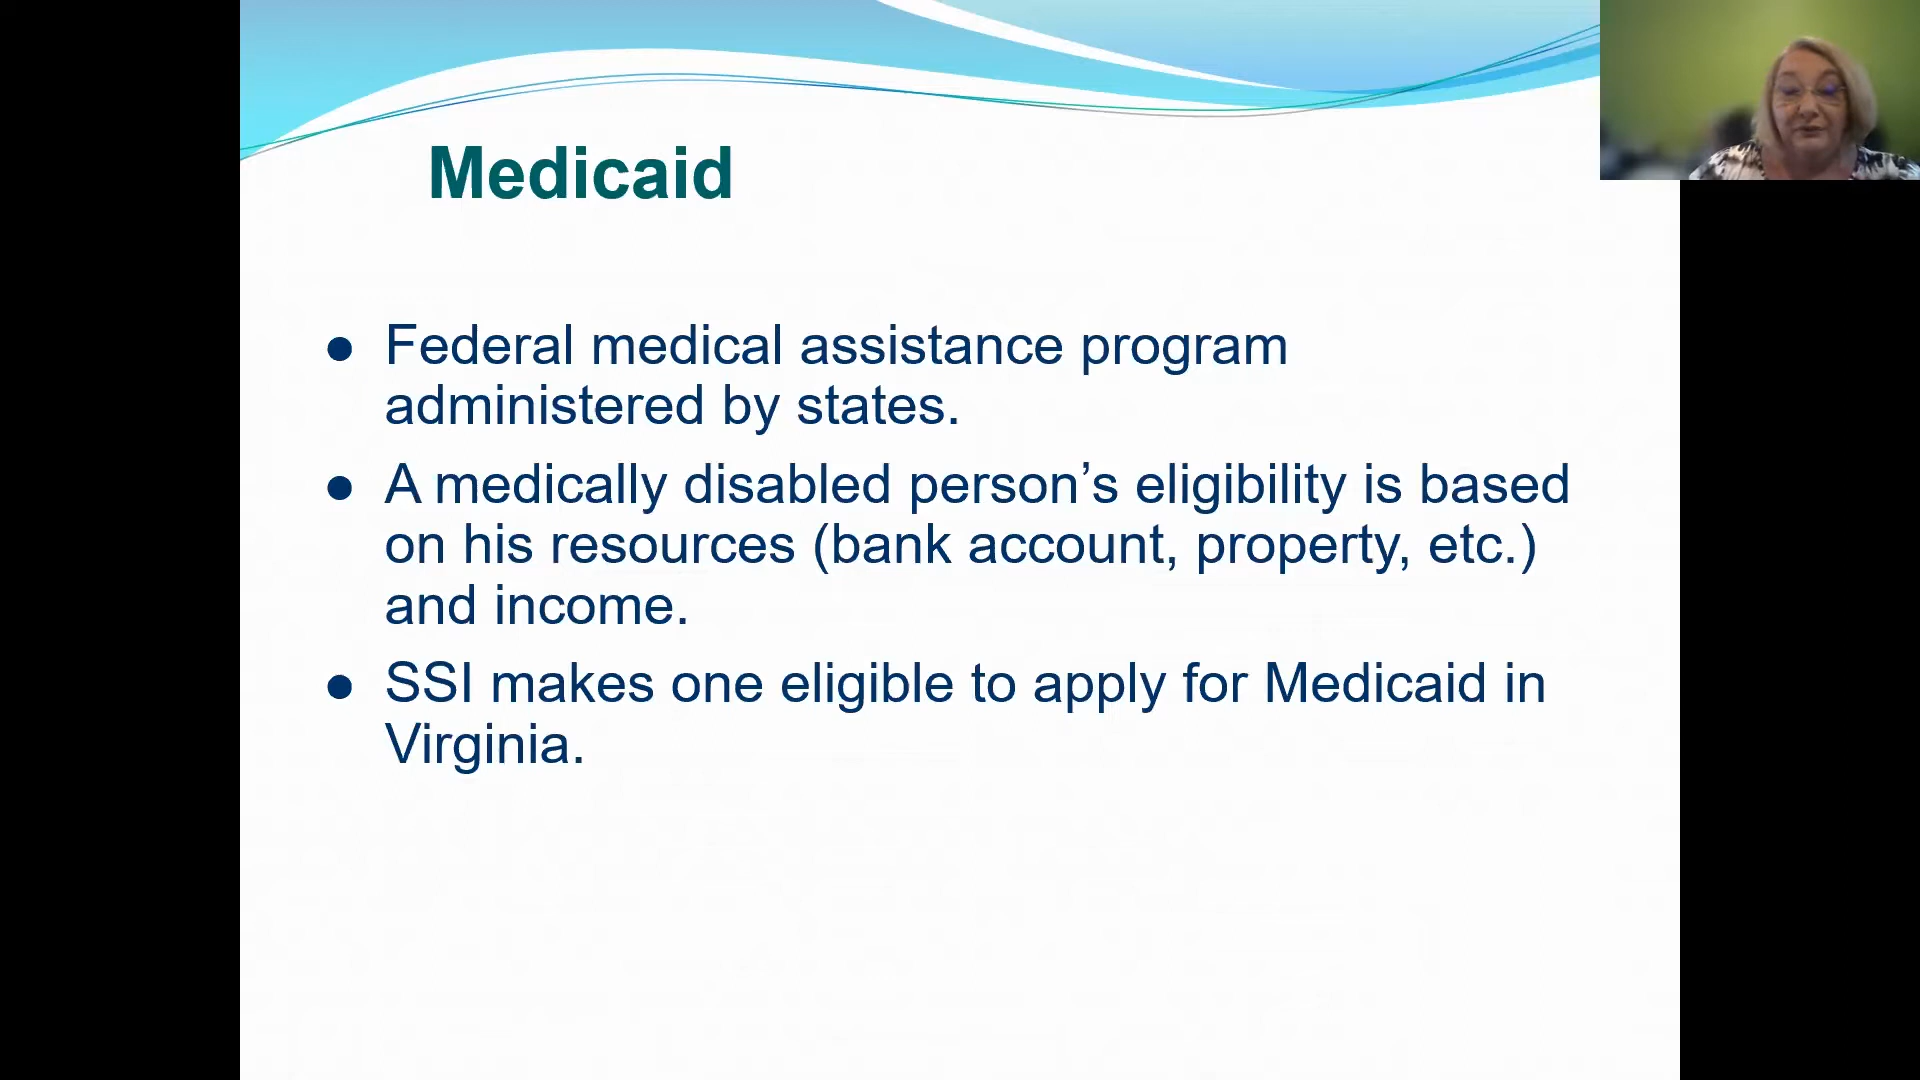 Medicaid
● Federal medical assistance program
administered by states.
● A medically disabled person’s eligibility is based
on his resources (bank account, property, etc.)
and income.
● SSI makes one eligible to apply for Medicaid in
Virginia.